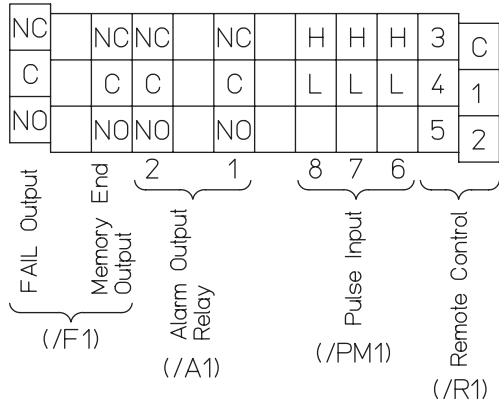 NC NC NC NC H H H 3 C
C C C C L L L 4 1
NO NO NO NO 5 2
2 1 8 7 6
FAIL Output
Memory End
Output
Alarm Output
Relay
Pulse Input
Remote Control
(/F1)
(/A1)
(/PM1)
(/R1)